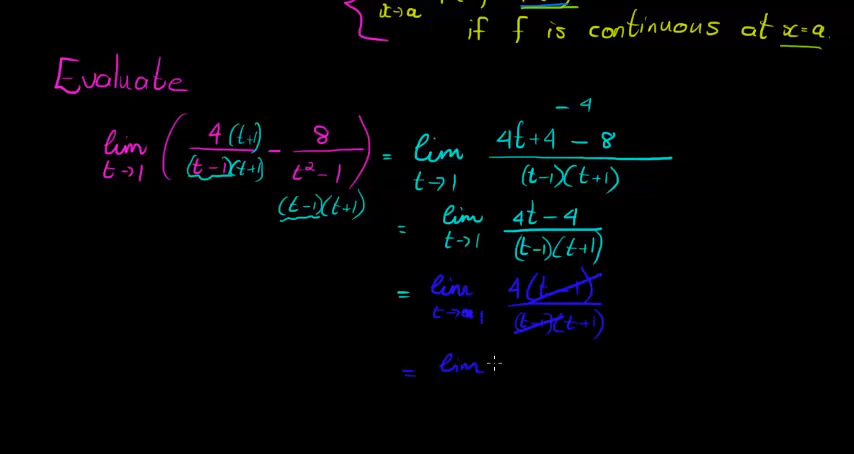 x→a
if f is continuous at x=a.
Evaluate
lim t→1 ( 4(t+1) / (t-1)(t+1) - 8 / t² - 1 ) = lim t→1 4t+4 - 8 / (t-1)(t+1)
- 4
(t-1)(t+1)
= lim t→1 4t - 4 / (t-1)(t+1)
= lim t→1 4(t-1) / (t-1)(t+1)
= lim